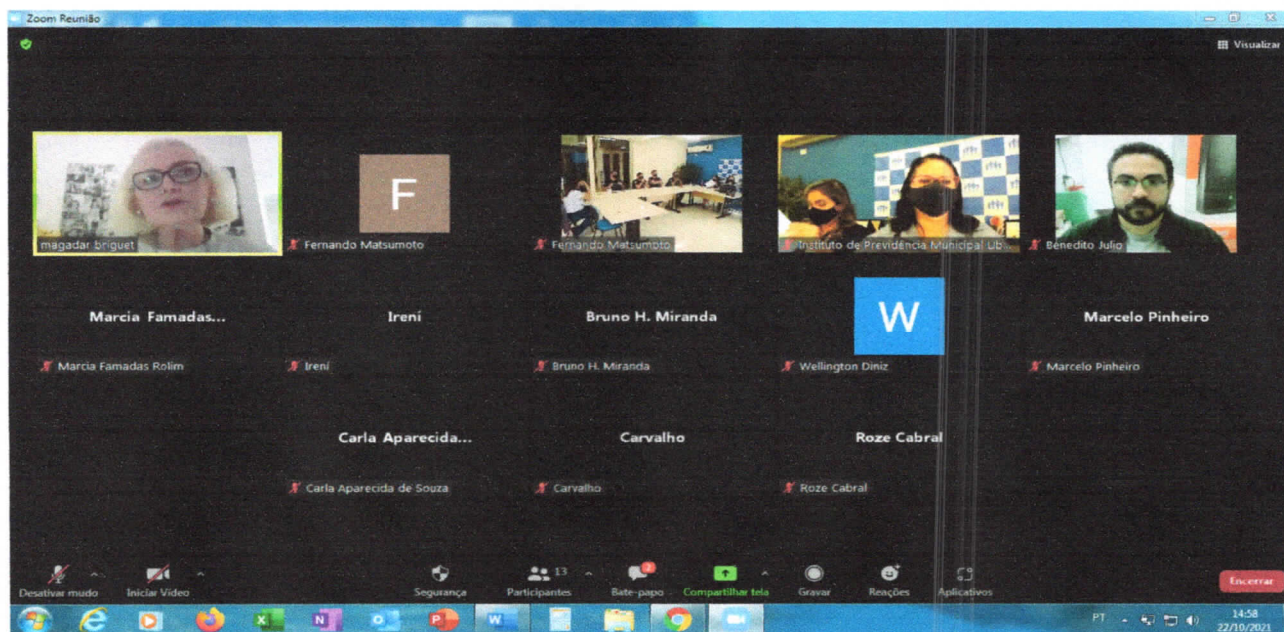 Zoom Reunião
Visualizar
F
magadar briguet
Fernando Matsumoto
Fernando Matsumoto
Instituto de Previdência Municipal Ub...
Benedito Julio
Marcia Famadas...
Irení
Bruno H. Miranda
W
Marcelo Pinheiro
Marcia Famadas Rolim
Irení
Bruno H. Miranda
Wellington Diniz
Marcelo Pinheiro
Carla Aparecida...
Carvalho
Roze Cabral
Carla Aparecida de Souza
Carvalho
Roze Cabral
13
2
Desativar mudo
Iniciar Vídeo
Segurança
Participantes
Bate-papo
Compartilhar tela
Gravar
Reações
Aplicativos
Encerrar
PT
14:58
22/10/2021